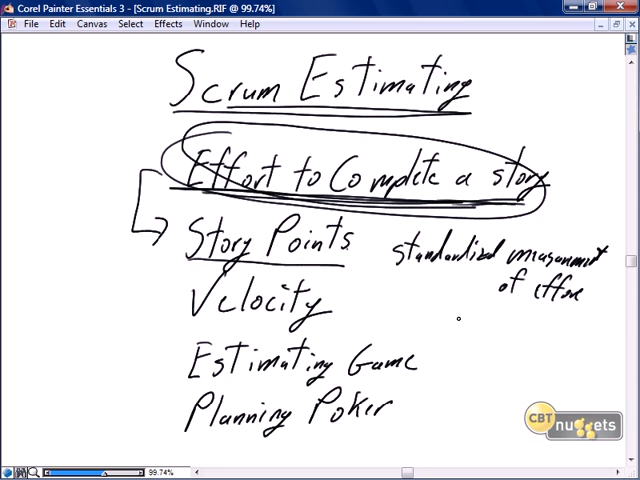 Corel Painter Essentials 3 - [Scrum Estimating.RIF @ 99.74%]
File Edit Canvas Select Effects Window Help
Scrum Estimating
Effort to Complete a story
Story Points standardized measurement
of effort
Velocity
Estimating Game
Planning Poker
CBT nuggets
99.74%